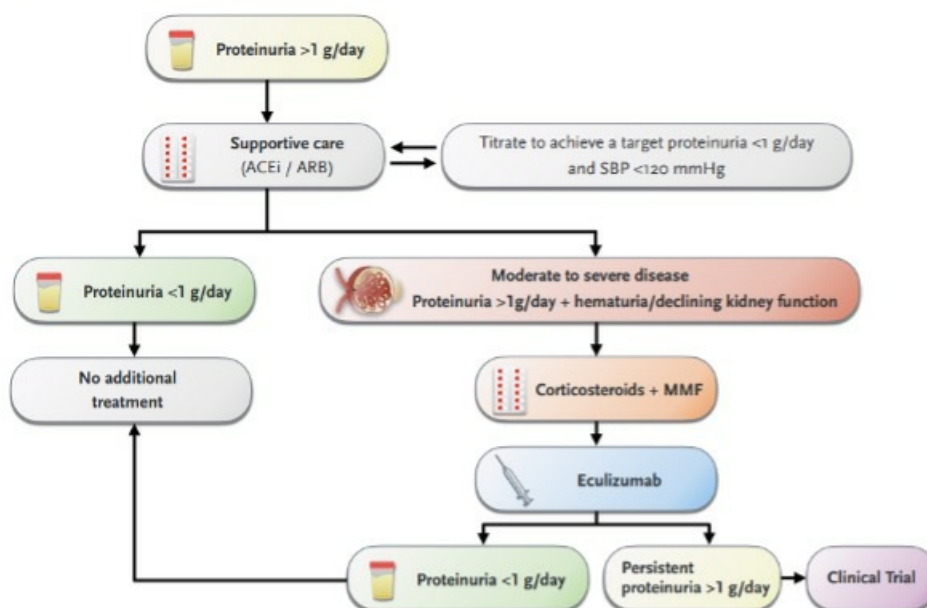 Proteinuria >1 g/day
Supportive care
(ACEi / ARB)
Titrate to achieve a target proteinuria <1 g/day
and SBP <120 mmHg
Proteinuria <1 g/day
Moderate to severe disease
Proteinuria >1g/day + hematuria/declining kidney function
No additional
treatment
Corticosteroids + MMF
Eculizumab
Proteinuria <1 g/day
Persistent
proteinuria >1 g/day
Clinical Trial